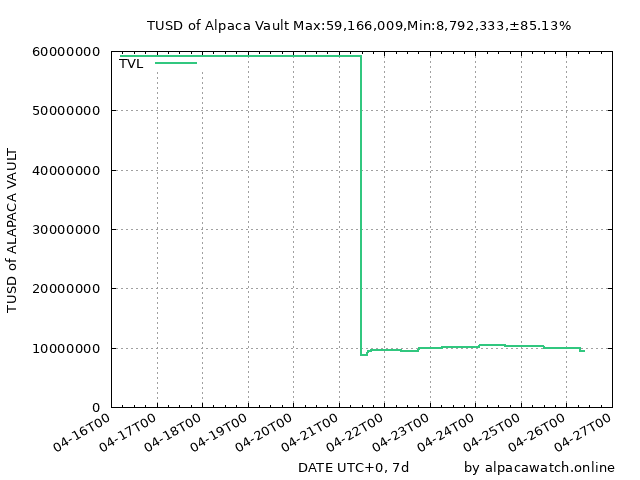 TUSD of Alpaca Vault Max:59,166,009,Min:8,792,333,±85.13%
60000000
TVL
50000000
40000000
30000000
20000000
10000000
0
TUSD of ALAPACA VAULT
04-16T00
04-17T00
04-18T00
04-19T00
04-20T00
04-21T00
04-22T00
04-23T00
04-24T00
04-25T00
04-26T00
04-27T00
DATE UTC+0, 7d
by alpacawatch.online